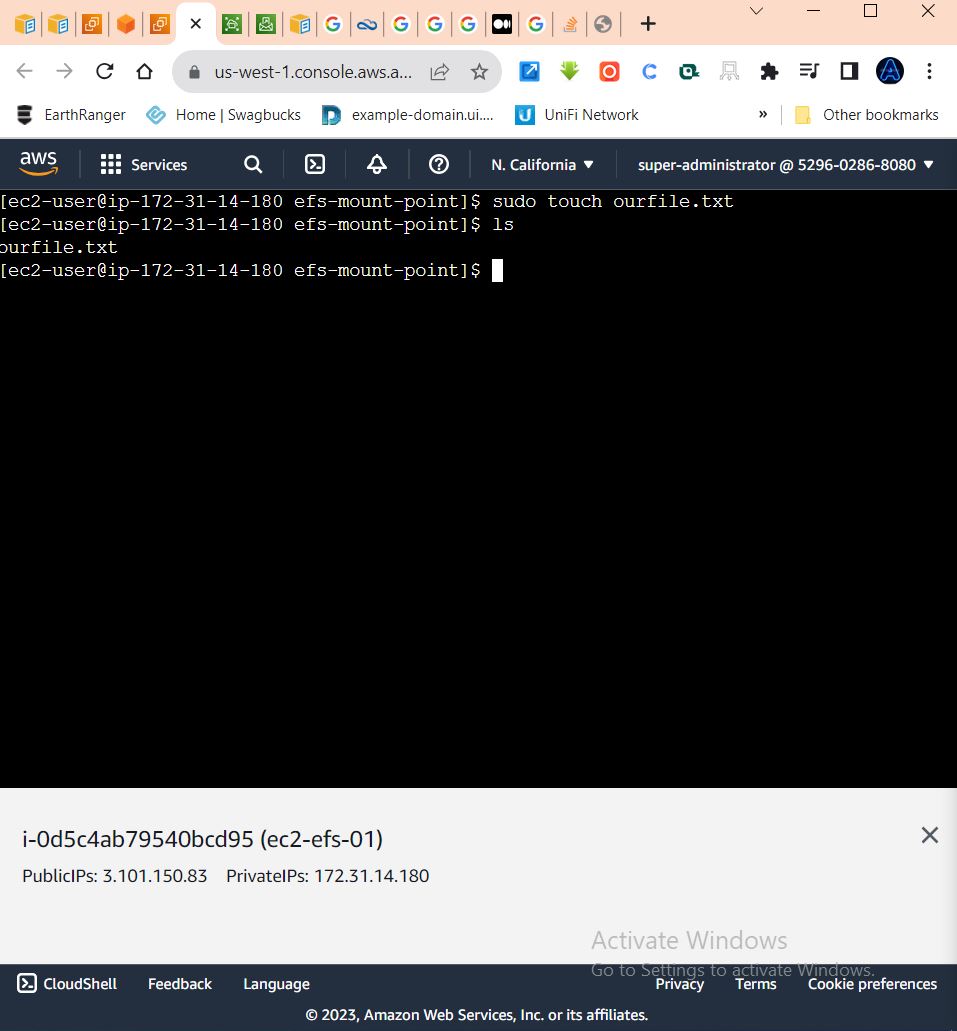 us-west-1.console.aws.a...
EarthRanger
Home | Swagbucks
example-domain.ui....
UniFi Network
»
Other bookmarks
aws
Services
N. California
super-administrator @ 5296-0286-8080
[ec2-user@ip-172-31-14-180 efs-mount-point]$ sudo touch ourfile.txt
[ec2-user@ip-172-31-14-180 efs-mount-point]$ ls
ourfile.txt
[ec2-user@ip-172-31-14-180 efs-mount-point]$
i-0d5c4ab79540bcd95 (ec2-efs-01)
PublicIPs: 3.101.150.83 PrivateIPs: 172.31.14.180
Activate Windows
Go to Settings to activate Windows.
CloudShell
Feedback
Language
Privacy
Terms
Cookie preferences
© 2023, Amazon Web Services, Inc. or its affiliates.